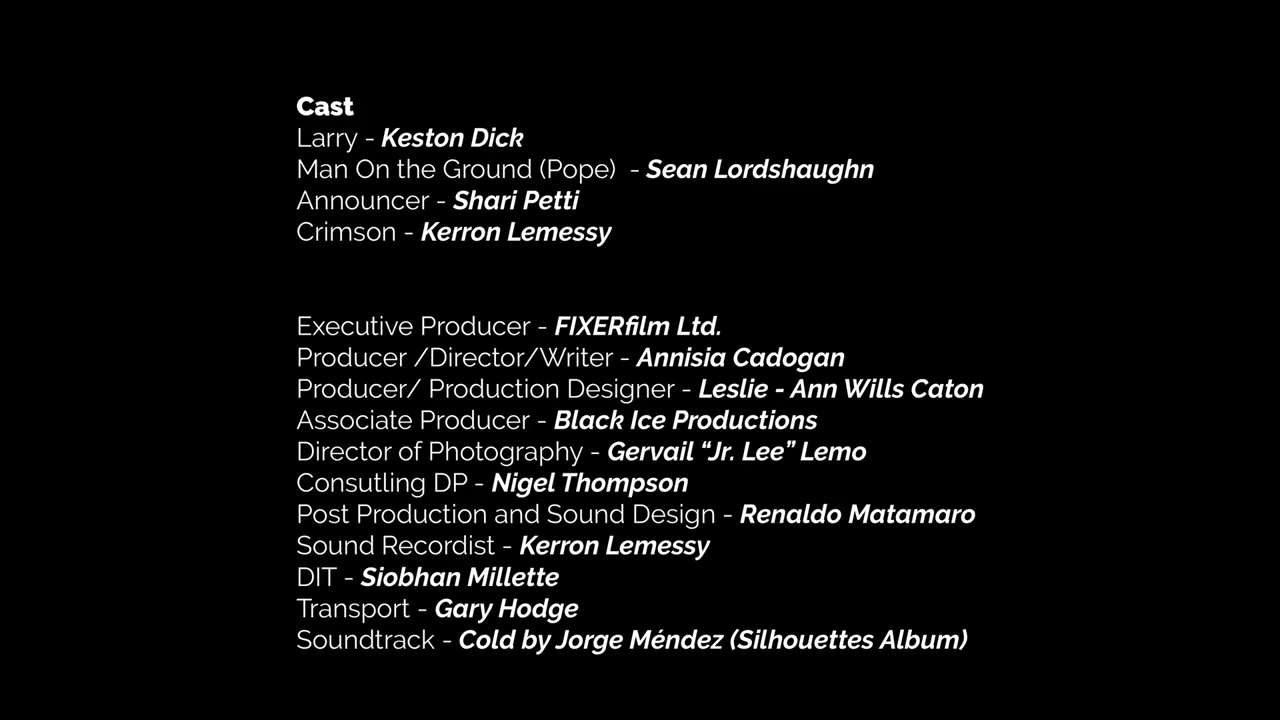 Cast
Larry - Keston Dick
Man On the Ground (Pope)  - Sean Lordshaughn
Announcer - Shari Petti
Crimson - Kerron Lemessy
Executive Producer - FIXERfilm Ltd.
Producer /Director/Writer - Annisia Cadogan
Producer/ Production Designer - Leslie - Ann Wills Caton
Associate Producer - Black Ice Productions
Director of Photography - Gervail “Jr. Lee” Lemo
Consutling DP - Nigel Thompson
Post Production and Sound Design - Renaldo Matamaro
Sound Recordist - Kerron Lemessy
DIT - Siobhan Millette
Transport - Gary Hodge
Soundtrack - Cold by Jorge Méndez (Silhouettes Album)